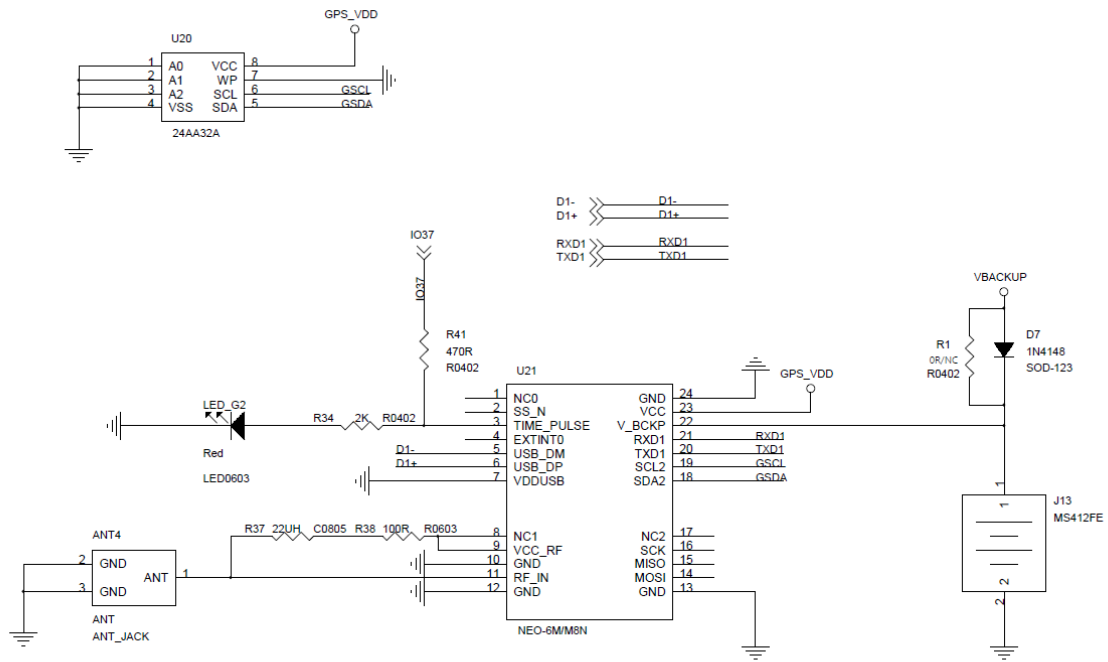 GPS_VDD
U20
1 A0 VCC 8
2 A1 WP 7
3 A2 SCL 6 GSCL
4 VSS SDA 5 GSDA
24AA32A
D1- D1-
D1+ D1+
RXD1 RXD1
TXD1 TXD1
IO37
IO37
VBACKUP
R41
470R
R0402
R1
0R/NC
R0402
D7
1N4148
SOD-123
U21
GPS_VDD
1 NC0 GND 24
2 SS_N VCC 23
LED_G2 R34 2K R0402 3 TIME_PULSE V_BCKP 22
4 EXTINT0 RXD1 21 RXD1
D1- 5 USB_DM TXD1 20 TXD1
D1+ 6 USB_DP SCL2 19 GSCL
7 VDDUSB SDA2 18 GSDA
Red
LED0603
1
1
J13
MS412FE
2
2
R37 22UH C0805 R38 100R R0603 8 NC1 NC2 17
9 VCC_RF SCK 16
10 GND MISO 15
11 RF_IN MOSI 14
12 GND GND 13
NEO-6M/M8N
ANT4
2 GND
ANT 1
3 GND
ANT
ANT_JACK